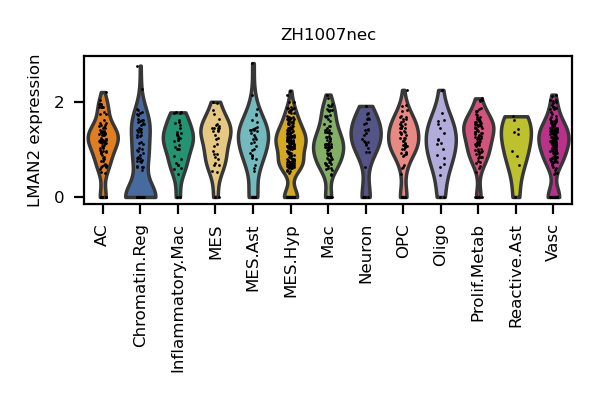 ZH1007nec
LMAN2 expression
2
0
AC
Chromatin.Reg
Inflammatory.Mac
MES
MES.Ast
MES.Hyp
Mac
Neuron
OPC
Oligo
Prolif.Metab
Reactive.Ast
Vasc